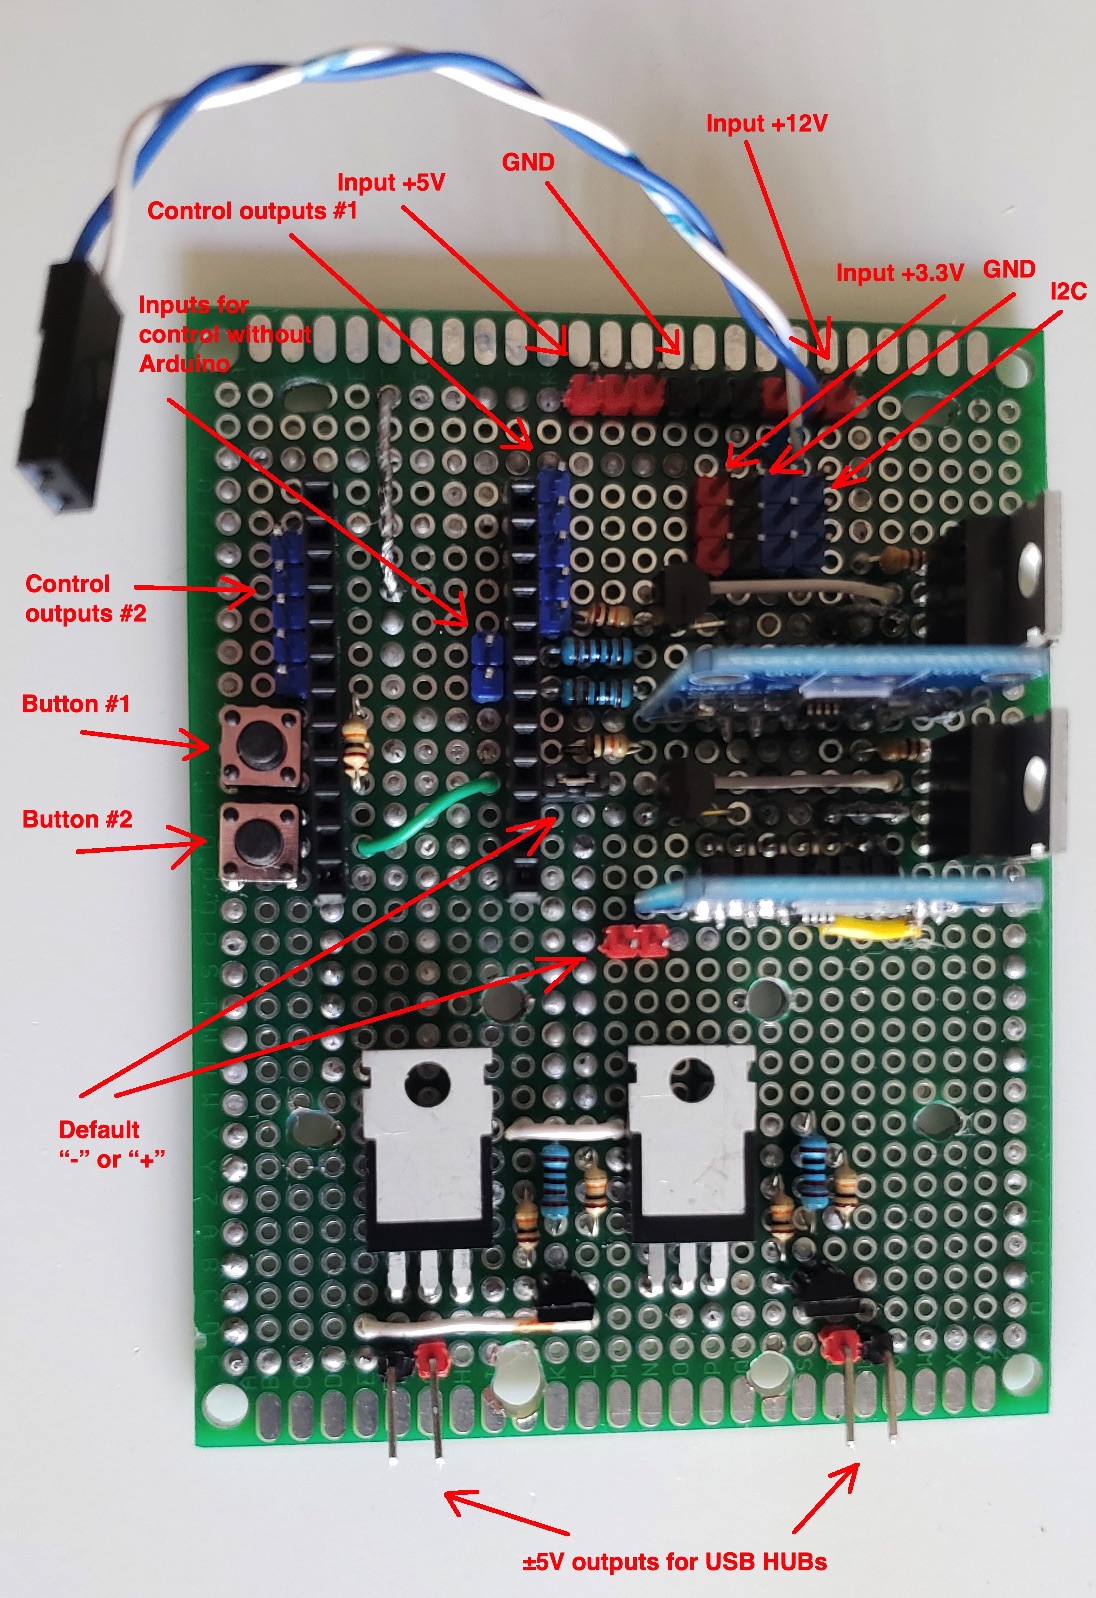 Input +12V
GND
Input +5V
Control outputs #1
Input +3.3V
GND
I2C
Inputs for
control without
Arduino
Control
outputs #2
Button #1
Button #2
Default
“-” or “+”
±5V outputs for USB HUBs